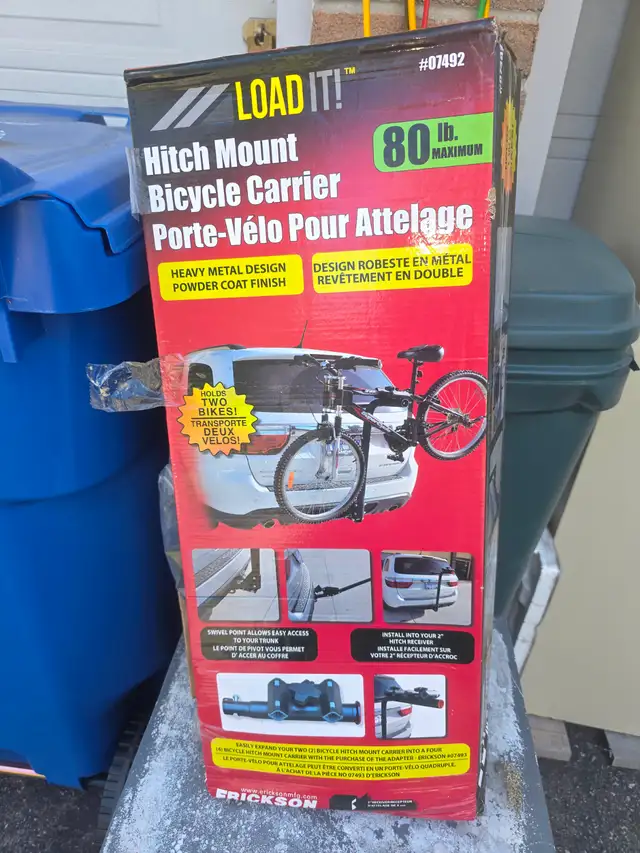 #07492
LOAD IT!™
80 lb. MAXIMUM
Hitch Mount
Bicycle Carrier
Porte-Vélo Pour Attelage
HEAVY METAL DESIGN
POWDER COAT FINISH
DESIGN ROBESTE EN MÉTAL
REVÊTEMENT EN DOUBLE
HOLDS
TWO
BIKES!
TRANSPORTE
DEUX
VELOS!
SWIVEL POINT ALLOWS EASY ACCESS
TO YOUR TRUNK
LE POINT DE PIVOT VOUS PERMET
D' ACCER AU COFFRE
INSTALL INTO YOUR 2"
HITCH RECEIVER
INSTALLE FACILEMENT SUR
VOTRE 2" RÉCEPTEUR D'ACCROC
EASILY EXPAND YOUR TWO (2) BICYCLE HITCH MOUNT CARRIER INTO A FOUR
(4) BICYCLE HITCH MOUNT CARRIER WITH THE PURCHASE OF THE ADAPTER - ERICKSON #07493
LE PORTE-VÉLO POUR ATTELAGE PEUT ÊTRE CONVERTI EN UN PORTE-VÉLO QUADRUPLE,
À L'ACHAT DE LA PIÈCE NO 07493 D'ERICKSON
www.ericksonmfg.com
ERICKSON